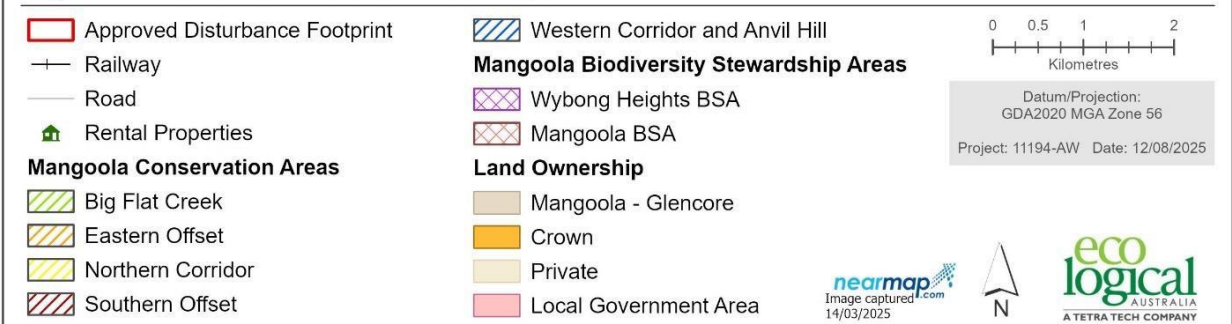 Approved Disturbance Footprint
Railway
Road
Rental Properties
Mangoola Conservation Areas
Big Flat Creek
Eastern Offset
Northern Corridor
Southern Offset
Western Corridor and Anvil Hill
Mangoola Biodiversity Stewardship Areas
Wybong Heights BSA
Mangoola BSA
Land Ownership
Mangoola - Glencore
Crown
Private
Local Government Area
0 0.5 1 2
Kilometres
Datum/Projection:
GDA2020 MGA Zone 56
Project: 11194-AW Date: 12/08/2025
nearmap.com
Image captured
14/03/2025
N
eco
logical
AUSTRALIA
A TETRA TECH COMPANY